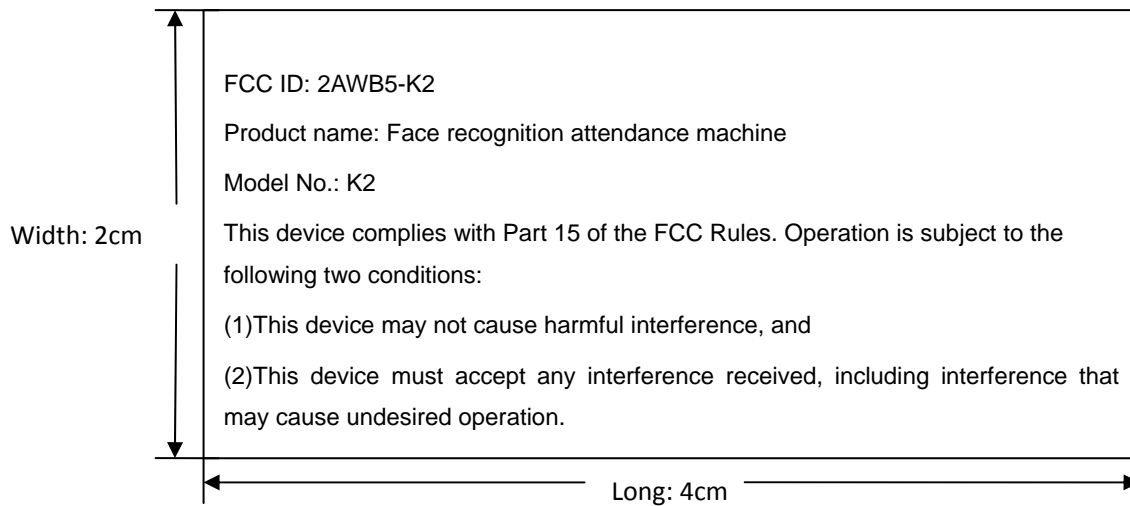 FCC ID: 2AWB5-K2
Product name: Face recognition attendance machine
Model No.: K2
Width: 2cm
This device complies with Part 15 of the FCC Rules. Operation is subject to the
following two conditions:
(1)This device may not cause harmful interference, and
(2)This device must accept any interference received, including interference that
may cause undesired operation.
Long: 4cm